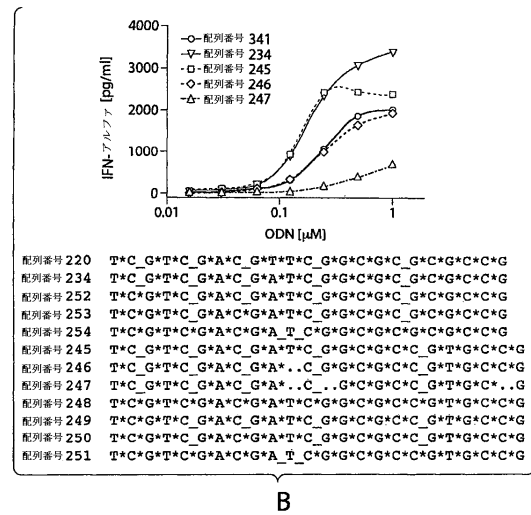 4000
3000
2000
1000
0
IFN-アルファ [pg/ml]
配列番号 341
配列番号 234
配列番号 245
配列番号 246
配列番号 247
0.01
0.1
1
ODN [µM]
配列番号 220 T*C_G*T*C_G*A*C_G*T*T*C_G*G*C*G*C_G*C*G*C*C*G
配列番号 234 T*C_G*T*C_G*A*C_G*A*T*C_G*G*C*G*C_G*C*G*C*C*G
配列番号 252 T*C*G*T*C_G*A*C_G*A*T*C_G*G*C*G*C_G*C*G*C*C*G
配列番号 253 T*C*G*T*C_G*A*C*G*A*T*C_G*G*C*G*C_G*C*G*C*C*G
配列番号 254 T*C*G*T*C*G*A*C*G*A_T_C*G*G*C*G*C*G*C*G*C*C*G
配列番号 245 T*C_G*T*C_G*A*C_G*A*T*C_G*G*C*G*C*C_G*T*G*C*C*G
配列番号 246 T*C_G*T*C_G*A*C_G*A*..C_G*G*C*G*C*C_G*T*G*C*C*G
配列番号 247 T*C_G*T*C_G*A*C_G*A*..C_..G*G*C*G*C*C_G*T*G*C*..G
配列番号 248 T*C*G*T*C*G*A*C*G*A*T*C*G*G*C*G*C*C*G*T*G*C*C*G
配列番号 249 T*C*G*T*C_G*A*C*G*A*T*C_G*G*C*G*C*C_G*T*G*C*C*G
配列番号 250 T*C*G*T*C_G*A*C*G*A*T*C_G*G*C*G*C*C*G*T*G*C*C*G
配列番号 251 T*C*G*T*C*G*A*C*G*A_T_C*G*G*C*G*C*C*G*T*G*C*C*G
B